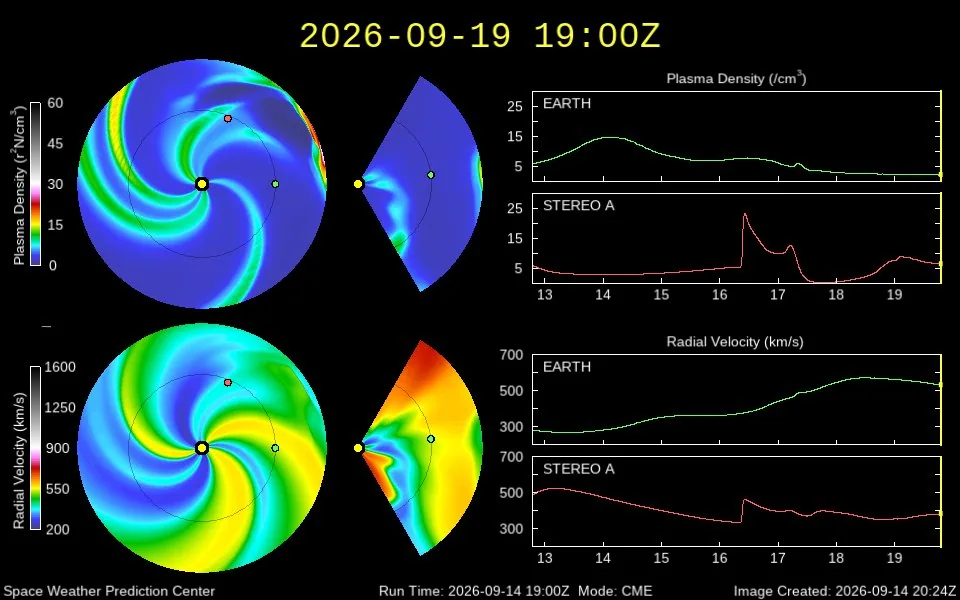 2026-09-19 19:00Z
Plasma Density (r²N/cm³)
60
45
30
15
0
Plasma Density (/cm³)
EARTH
25
15
5
STEREO A
25
15
5
13 14 15 16 17 18 19
Radial Velocity (km/s)
1600
1250
900
550
200
Radial Velocity (km/s)
EARTH
700
500
300
STEREO A
700
500
300
13 14 15 16 17 18 19
Space Weather Prediction Center Run Time: 2026-09-14 19:00Z Mode: CME Image Created: 2026-09-14 20:24Z